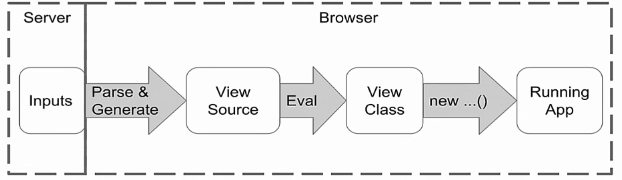 Server
Browser
Inputs
Parse &
Generate
View
Source
Eval
View
Class
new ...()
Running
App